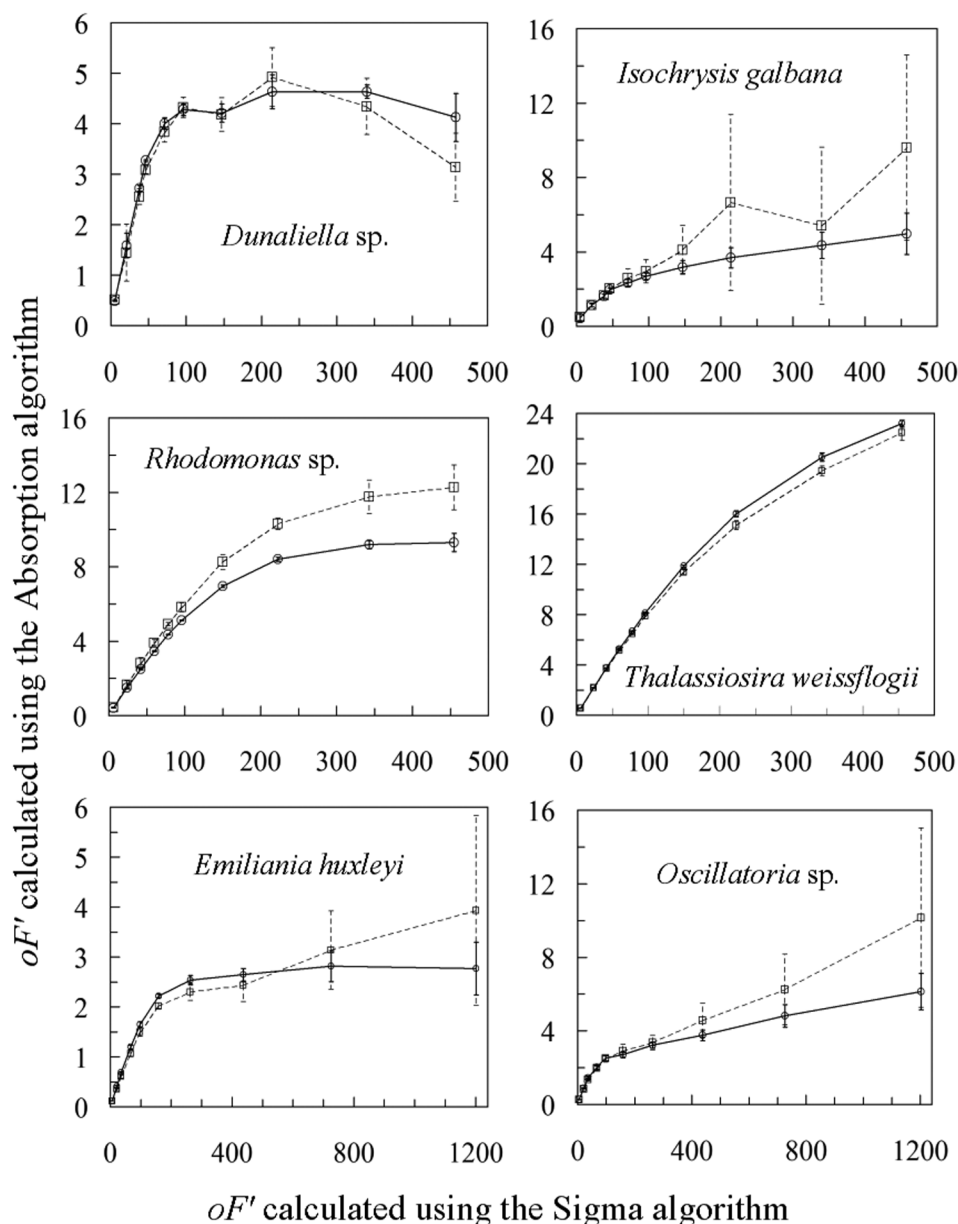 6
5
4
3
2
1
0
Dunaliella sp.
0 100 200 300 400 500
16
12
8
4
0
Isochrysis galbana
0 100 200 300 400 500
16
12
8
4
0
Rhodomonas sp.
0 100 200 300 400 500
24
20
16
12
8
4
0
Thalassiosira weissflogii
0 100 200 300 400 500
6
5
4
3
2
1
0
Emiliania huxleyi
0 400 800 1200
16
12
8
4
0
Oscillatoria sp.
0 400 800 1200
oF' calculated using the Absorption algorithm
oF' calculated using the Sigma algorithm